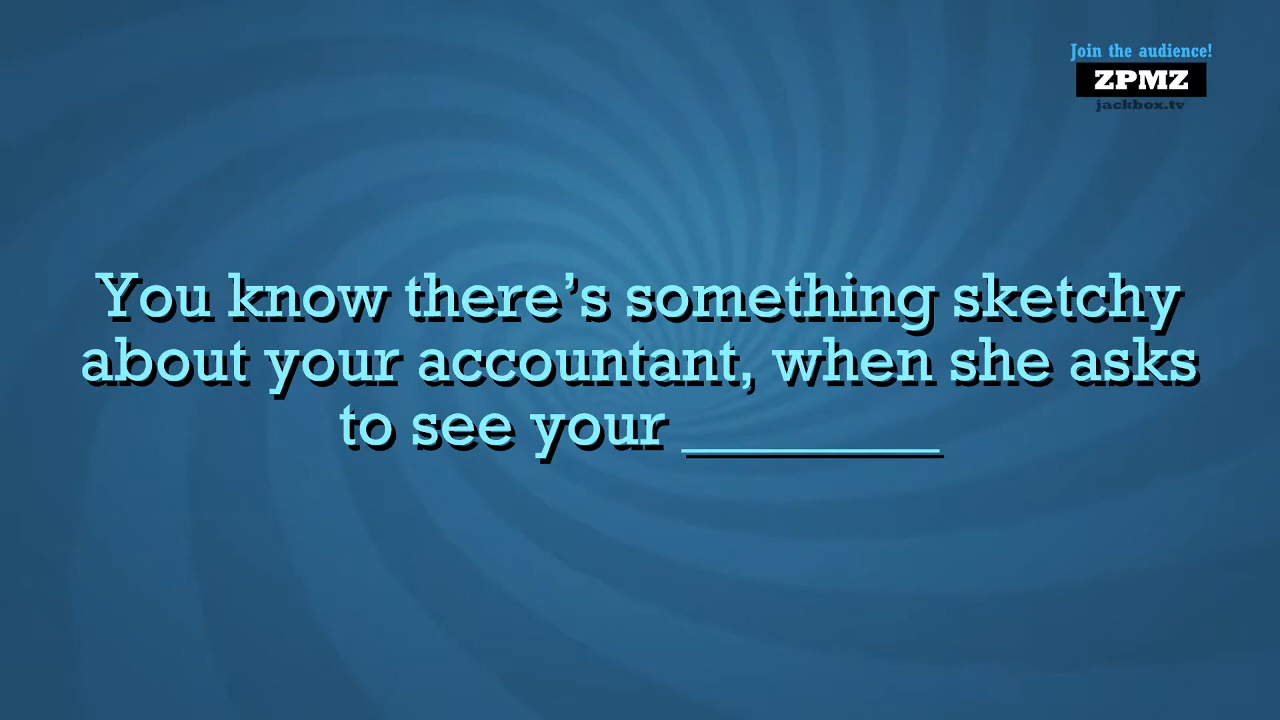 Join the audience!
ZPMZ
jackbox.tv
You know there’s something sketchy
about your accountant, when she asks
to see your ________